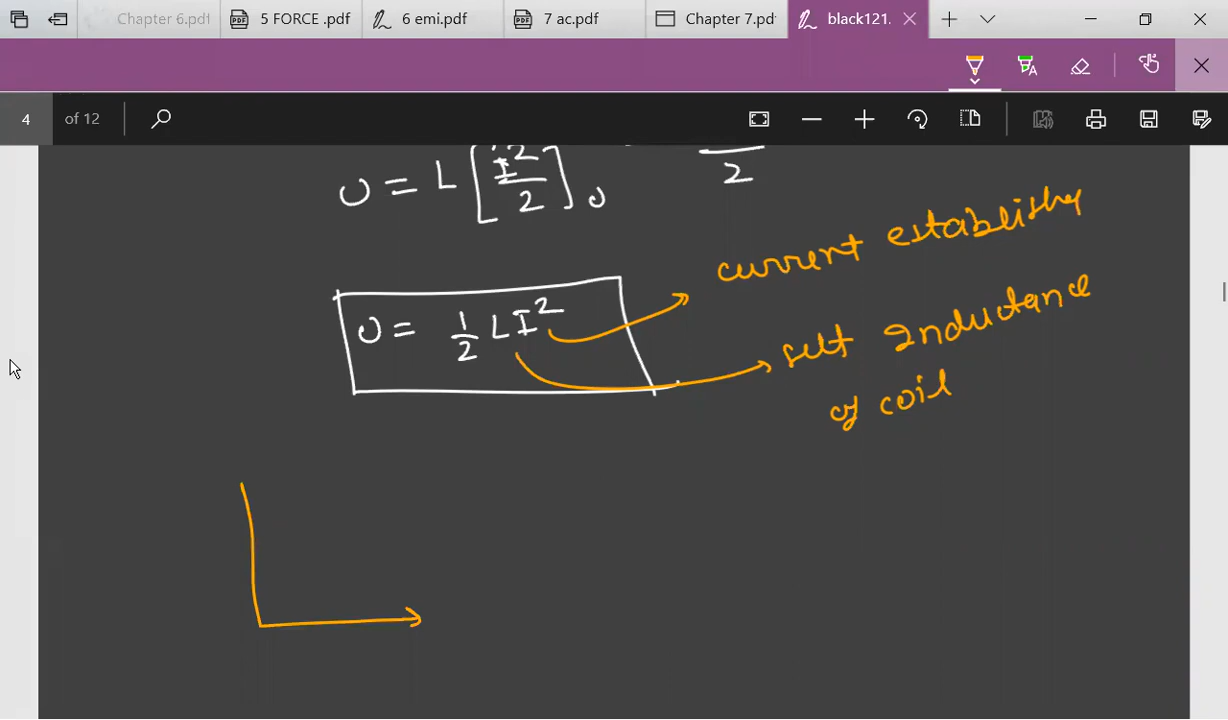 Chapter 6.pdf
5 FORCE .pdf
6 emi.pdf
7 ac.pdf
Chapter 7.pd
black121.
4 of 12
U = L [I²/2]₀
2
current establishes
U = 1/2 LI²
self Inductance
of coil